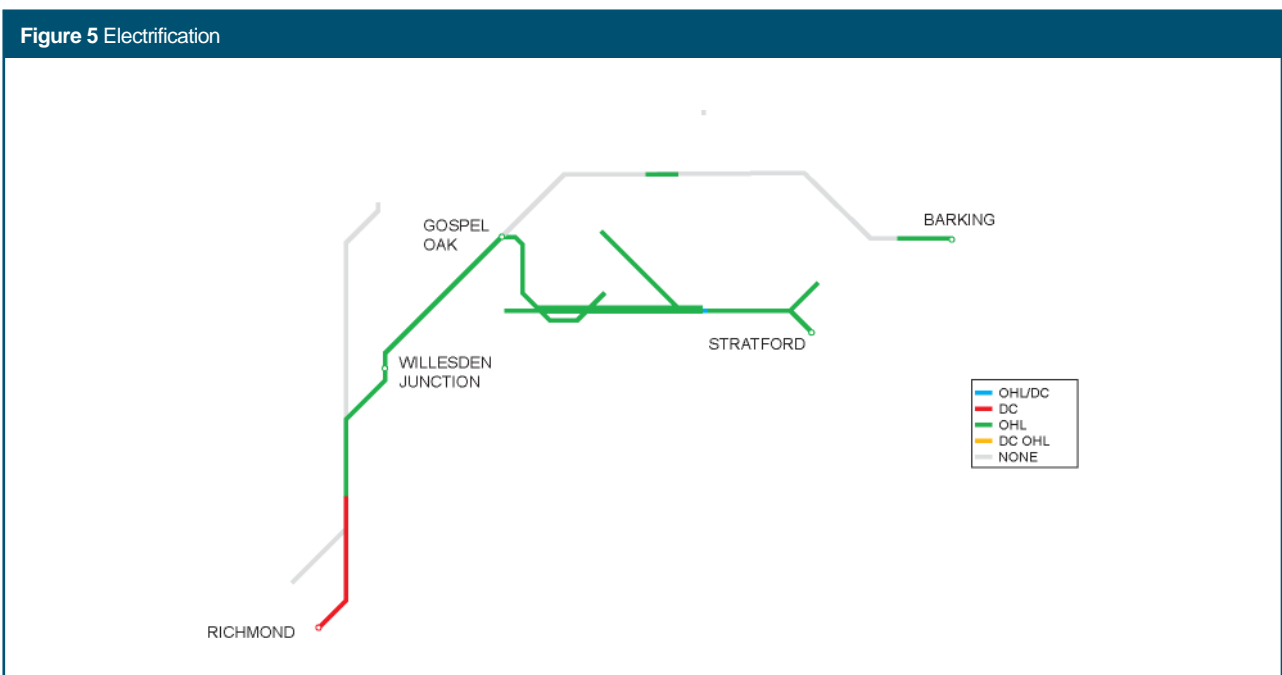 Figure 5 Electrification
GOSPEL
OAK
BARKING
STRATFORD
WILLESDEN
JUNCTION
OHL/DC
DC
OHL
DC OHL
NONE
RICHMOND